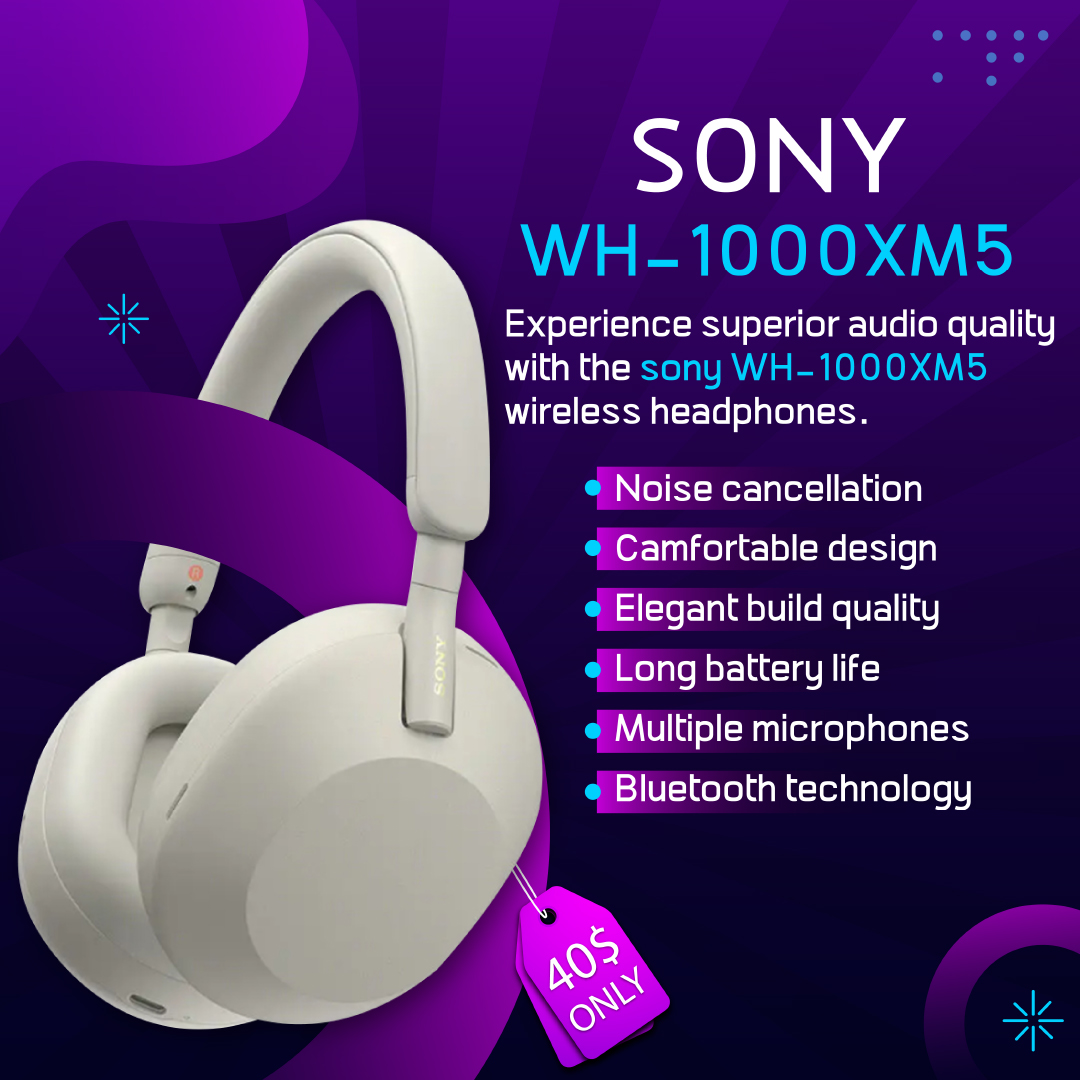 SONY
WH-1000XM5
Experience superior audio quality
with the sony WH-1000XM5
wireless headphones.
Noise cancellation
Camfortable design
Elegant build quality
Long battery life
Multiple microphones
Bluetooth technology
R
SONY
40$
ONLY